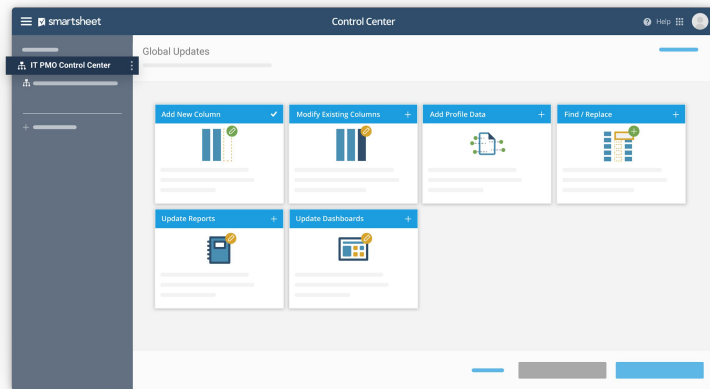 smartsheet
Control Center
Help
IT PMO Control Center
Global Updates
Add New Column
Modify Existing Columns
Add Profile Data
Find / Replace
Update Reports
Update Dashboards